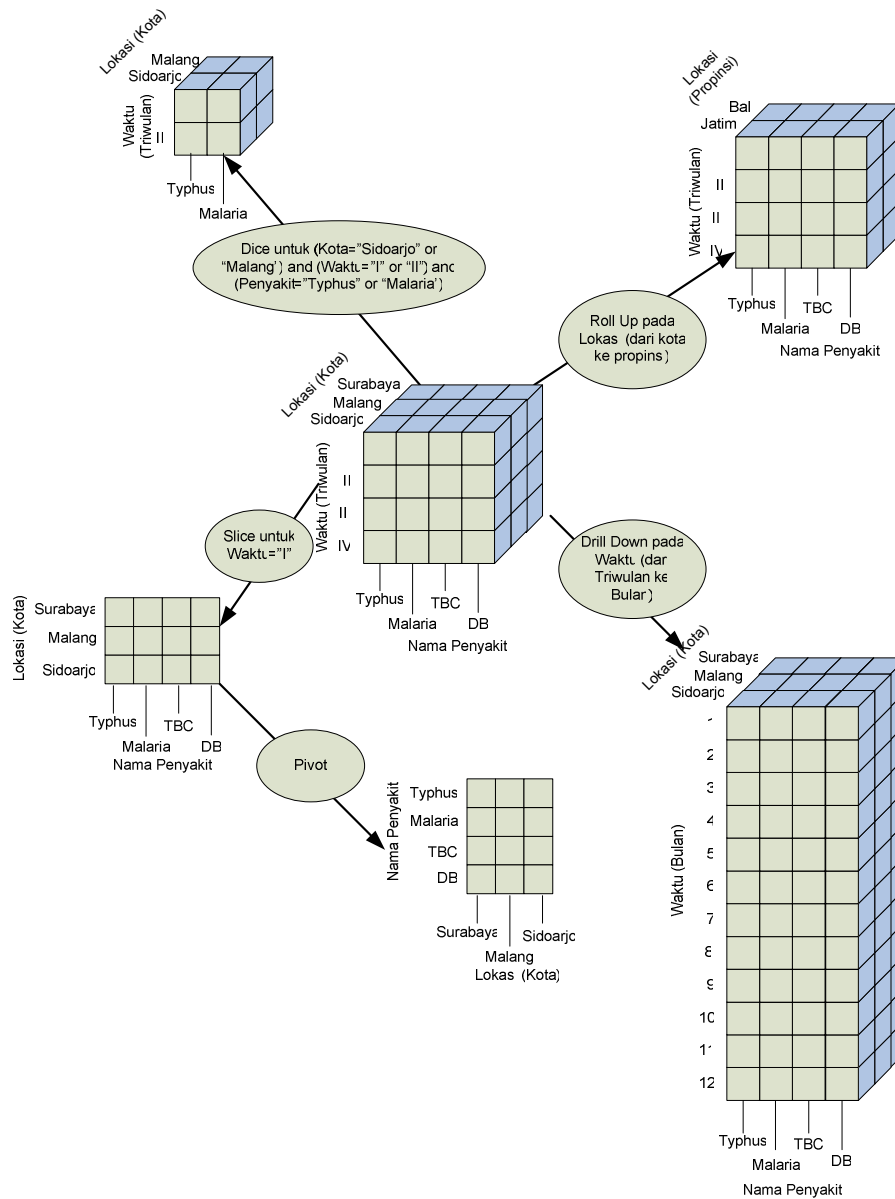 Lokasi (Kota)
Malang
Sidoarjo
Waktu
(Triwulan)
II
Typhus
Malaria
Dice untuk (Kota="Sidoarjo" or
"Malang") and (Waktu="I" or "II") and
(Penyakit="Typhus" or "Malaria")
Lokasi
(Propinsi)
Bal
Jatim
Waktu (Triwulan)
II
II
IV
Typhus
Malaria
TBC
DB
Nama Penyakit
Roll Up pada
Lokas (dari kota
ke propins)
Lokasi (Kota)
Surabaya
Malang
Sidoarjo
Waktu (Triwulan)
II
II
IV
Typhus
Malaria
TBC
DB
Nama Penyakit
Slice untuk
Waktu="I"
Drill Down pada
Waktu (dar
Triwulan ke
Bular)
Lokasi (Kota)
Surabaya
Malang
Sidoarjo
Typhus
Malaria
TBC
DB
Nama Penyakit
Pivot
Nama Penyakit
Typhus
Malaria
TBC
DB
Surabaya
Malang
Sidoarjo
Lokas (Kota)
Lokasi (Kota)
Surabaya
Malang
Sidoarjo
Waktu (Bulan)
1
2
3
4
5
6
7
8
9
10
11
12
Typhus
Malaria
TBC
DB
Nama Penyakit